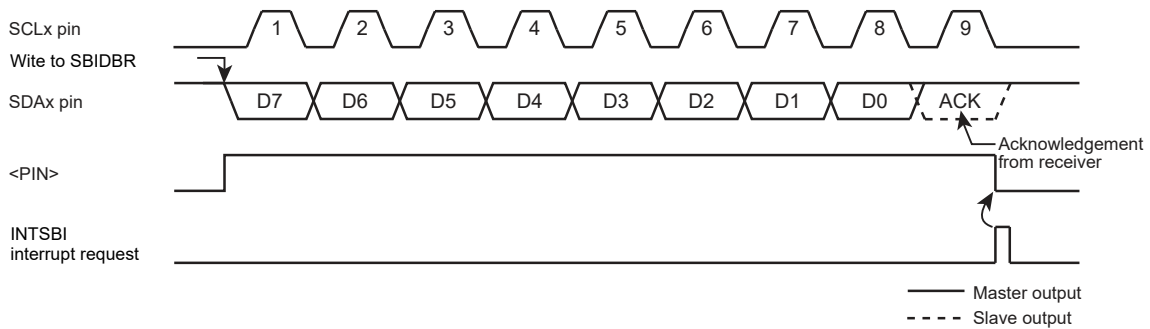 SCLx pin
1 2 3 4 5 6 7 8 9
Wite to SBIDBR
SDAx pin
D7 D6 D5 D4 D3 D2 D1 D0 ACK
Acknowledgement
from receiver
<PIN>
INTSBI
interrupt request
Master output
Slave output